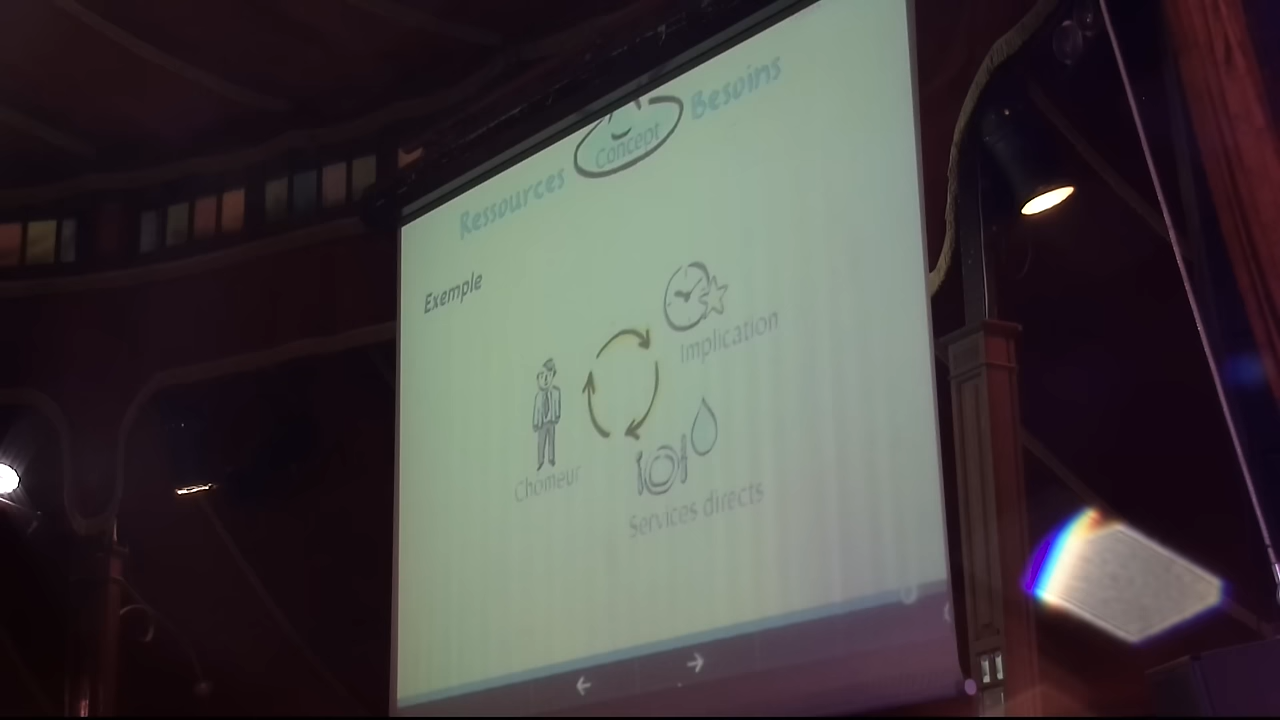 Ressources Concept Besoins
Exemple
Implication
Chomeur
Services directs